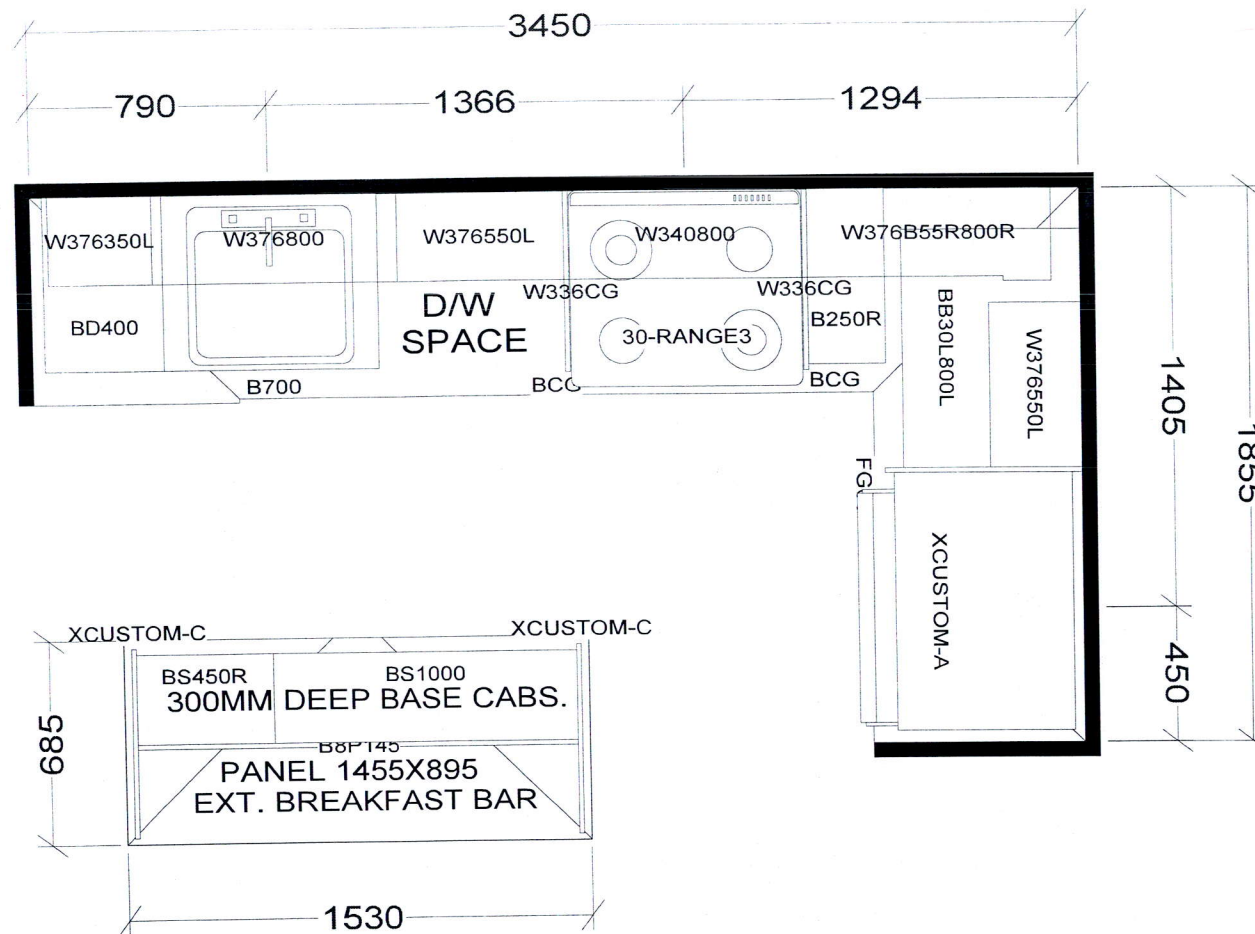 3450
790
1366
1294
W376350L
W376800
W376550L
W340800
W376B55R800R
BD400
D/W
SPACE
W336CG
W336CG
30-RANGE3
B250R
BB30L800L
W376550L
B700
BCG
BCG
1405
1855
FG
XCUSTOM-A
450
XCUSTOM-C
XCUSTOM-C
BS450R
BS1000
300MM DEEP BASE CABS.
685
B8P145
PANEL 1455X895
EXT. BREAKFAST BAR
1530